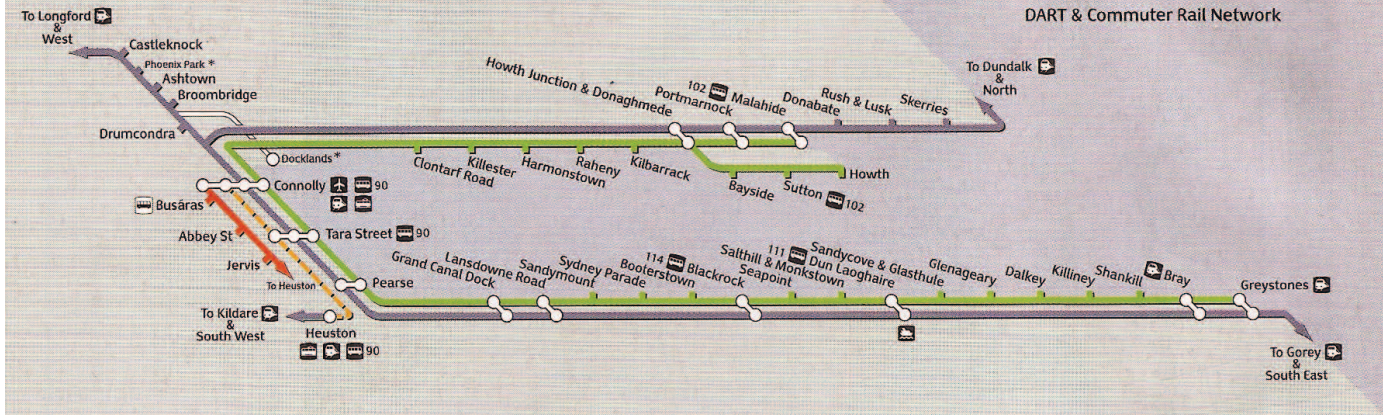 DART & Commuter Rail Network
To Longford
&
West
Castleknock
Phoenix Park *
Ashtown
Broombridge
Drumcondra
Docklands*
Howth Junction & Donaghmede
Portmarnock
102
Malahide
Donabate
Rush & Lusk
Skerries
To Dundalk
&
North
Clontarf Road
Killester
Harmonstown
Raheny
Kilbarrack
Bayside
Sutton
102
Howth
Connolly
90
Busáras
Abbey St
Jervis
To Heuston
Tara Street
90
Pearse
To Kildare
&
South West
Heuston
90
Grand Canal Dock
Lansdowne Road
Sandymount
Sydney Parade
Booterstown
114
Blackrock
Seapoint
Salthill & Monkstown
111
Dun Laoghaire
Sandycove & Glasthule
Glenageary
Dalkey
Killiney
Shankill
Bray
Greystones
To Gorey
&
South East